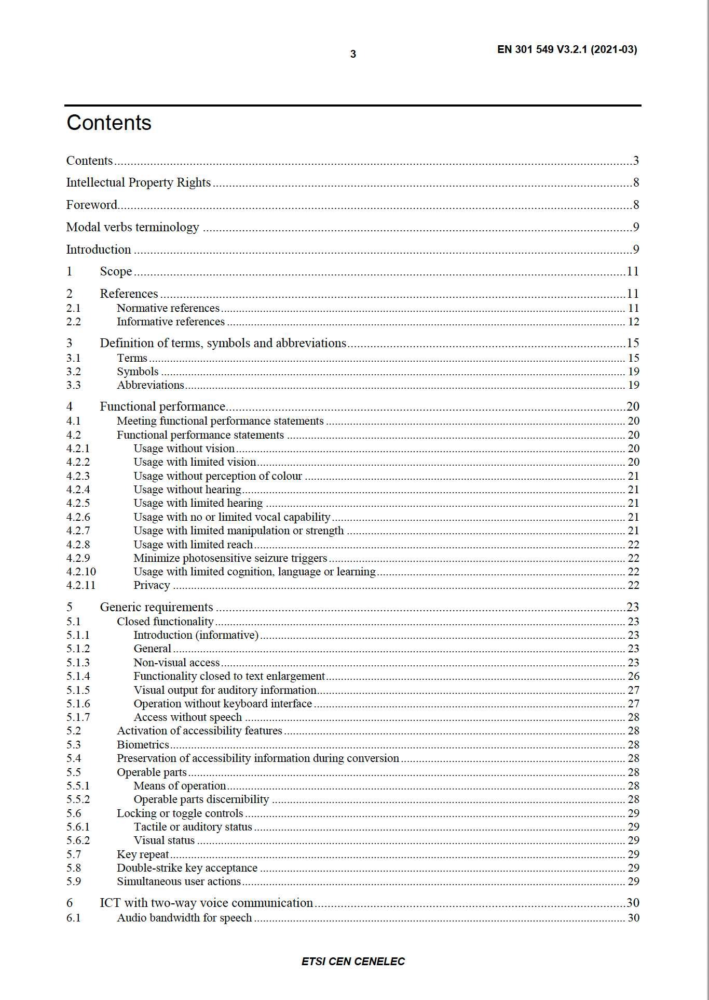 3
EN 301 549 V3.2.1 (2021-03)
Contents
Contents 3
Intellectual Property Rights 8
Foreword 8
Modal verbs terminology 9
Introduction 9
1 Scope 11
2 References 11
2.1 Normative references 11
2.2 Informative references 12
3 Definition of terms, symbols and abbreviations 15
3.1 Terms 15
3.2 Symbols 19
3.3 Abbreviations 19
4 Functional performance 20
4.1 Meeting functional performance statements 20
4.2 Functional performance statements 20
4.2.1 Usage without vision 20
4.2.2 Usage with limited vision 20
4.2.3 Usage without perception of colour 21
4.2.4 Usage without hearing 21
4.2.5 Usage with limited hearing 21
4.2.6 Usage with no or limited vocal capability 21
4.2.7 Usage with limited manipulation or strength 21
4.2.8 Usage with limited reach 22
4.2.9 Minimize photosensitive seizure triggers 22
4.2.10 Usage with limited cognition, language or learning 22
4.2.11 Privacy 22
5 Generic requirements 23
5.1 Closed functionality 23
5.1.1 Introduction (informative) 23
5.1.2 General 23
5.1.3 Non-visual access 23
5.1.4 Functionality closed to text enlargement 26
5.1.5 Visual output for auditory information 27
5.1.6 Operation without keyboard interface 27
5.1.7 Access without speech 28
5.2 Activation of accessibility features 28
5.3 Biometrics 28
5.4 Preservation of accessibility information during conversion 28
5.5 Operable parts 28
5.5.1 Means of operation 28
5.5.2 Operable parts discernibility 28
5.6 Locking or toggle controls 29
5.6.1 Tactile or auditory status 29
5.6.2 Visual status 29
5.7 Key repeat 29
5.8 Double-strike key acceptance 29
5.9 Simultaneous user actions 29
6 ICT with two-way voice communication 30
6.1 Audio bandwidth for speech 30
ETSI CEN CENELEC